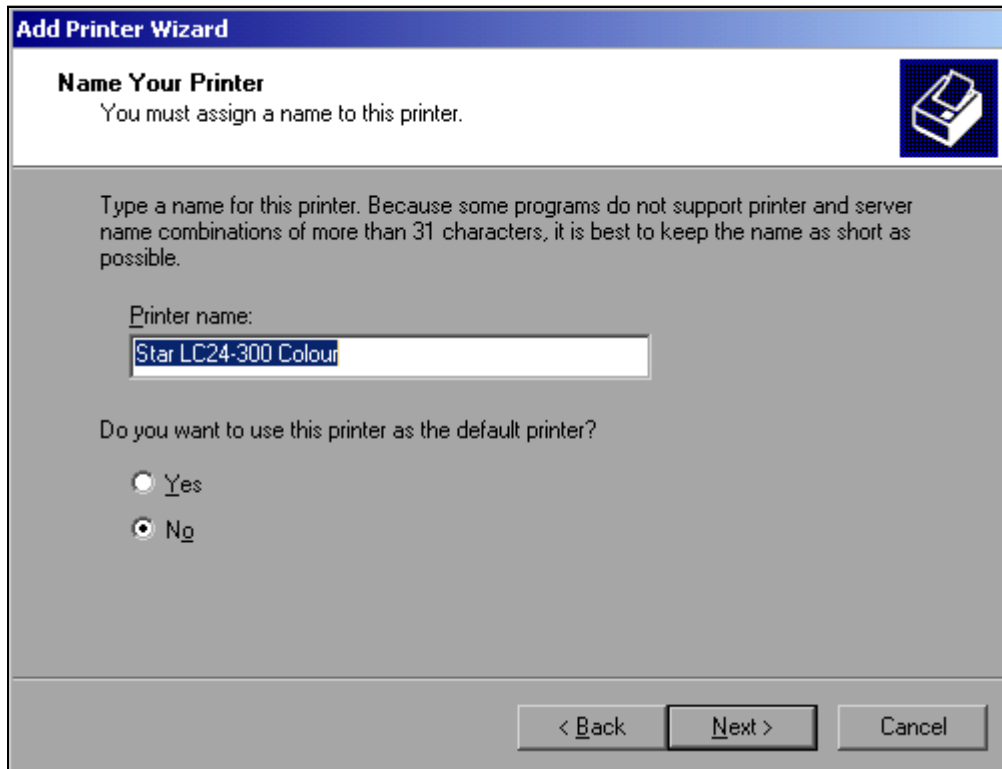 Add Printer Wizard
Name Your Printer
You must assign a name to this printer.
Type a name for this printer. Because some programs do not support printer and server
name combinations of more than 31 characters, it is best to keep the name as short as
possible.
Printer name:
Star LC24-300 Colour
Do you want to use this printer as the default printer?
Yes
No
< Back
Next >
Cancel